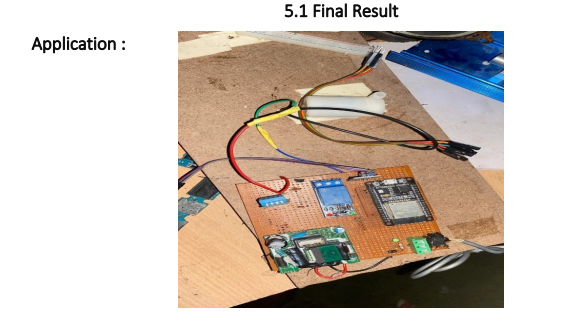 5.1 Final Result
Application :